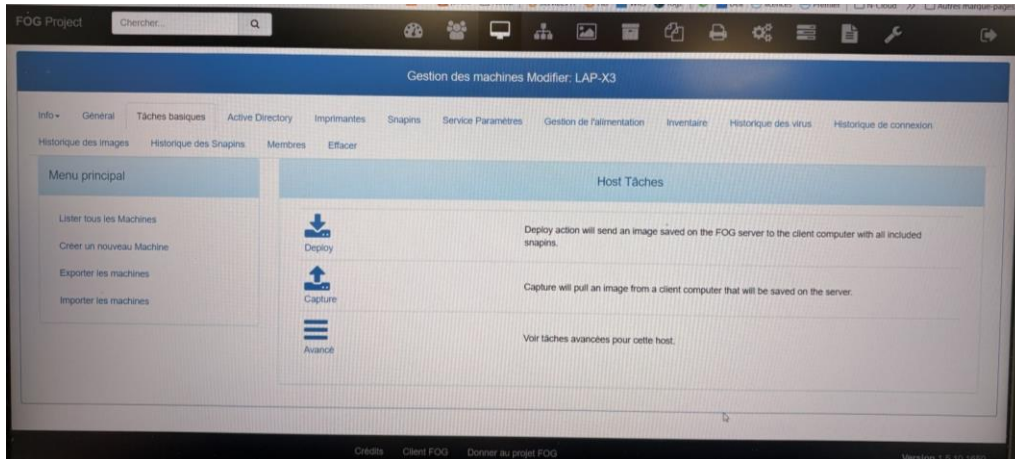 FOG Project Chercher...
Autres marque-pages
Gestion des machines Modifier: LAP-X3
Info Général Tâches basiques Active Directory Imprimantes Snapins Service Paramètres Gestion de l'alimentation Inventaire Historique des virus Historique de connexion
Historique des images Historique des Snapins Membres Effacer
Menu principal
Lister tous les Machines
Créer un nouveau Machine
Exporter les machines
Importer les machines
Host Tâches
Deploy
Deploy action will send an image saved on the FOG server to the client computer with all included
snapins.
Capture
Capture will pull an image from a client computer that will be saved on the server.
Avancé
Voir tâches avancées pour cette host.
Crédits Client FOG Donner au projet FOG